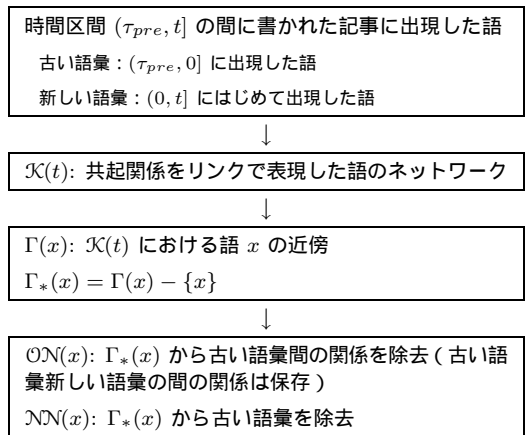 時間区間 (τpre, t] の間に書かれた記事に出現した語
古い語彙：(τpre, 0] に出現した語
新しい語彙：(0, t] にはじめて出現した語
↓
𝒦(t): 共起関係をリンクで表現した語のネットワーク
↓
Γ(x): 𝒦(t) における語 x の近傍
Γ∗(x) = Γ(x) − {x}
↓
𝒪𝒩(x): Γ∗(x) から古い語彙間の関係を除去 ( 古い語
彙新しい語彙の間の関係は保存 )
𝒩𝒩(x): Γ∗(x) から古い語彙を除去